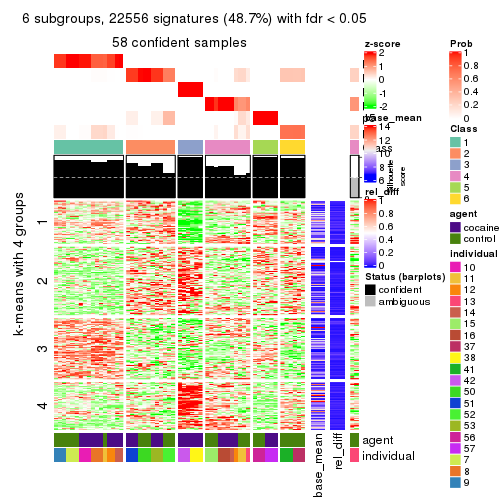 6 subgroups, 22556 signatures (48.7%) with fdr < 0.05
58 confident samples
k-means with 4 groups
1
2
3
4
base_mean
rel_diff
agent
individual
z-score
2
1
0
-1
-2
base_mean
14
12
10
8
6
Silhouette
score
rel_diff
1
0.8
0.6
0.4
0.2
0
Status (barplots)
confident
ambiguous
Prob
1
0.8
0.6
0.4
0.2
0
Class
1
2
3
4
5
6
agent
cocaine
control
Individual
10
11
12
13
14
15
16
37
38
41
42
50
51
52
53
56
57
7
8
9